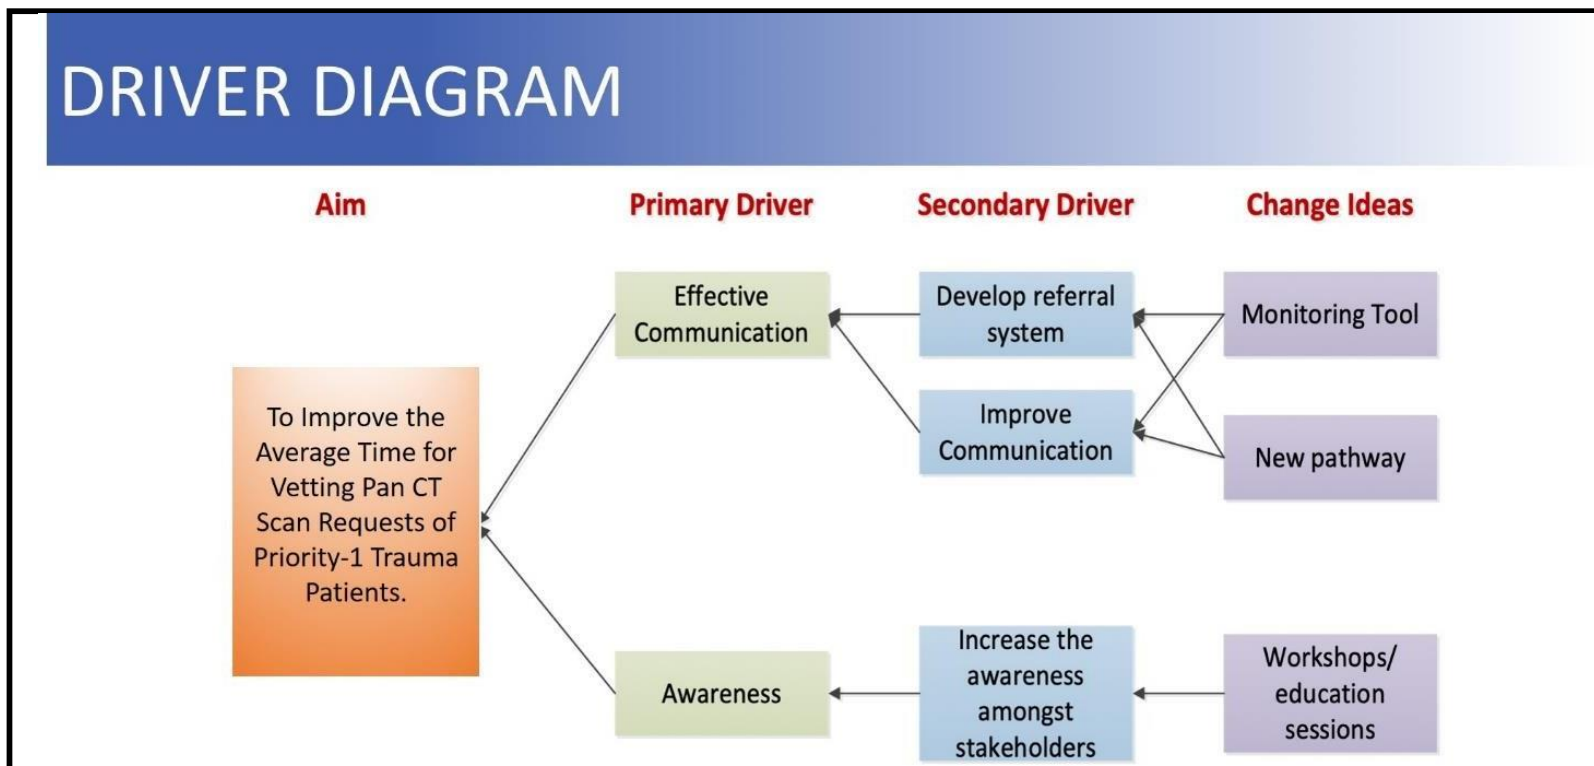 DRIVER DIAGRAM
Aim
Primary Driver
Secondary Driver
Change Ideas
To Improve the
Average Time for
Vetting Pan CT
Scan Requests of
Priority-1 Trauma
Patients.
Effective
Communication
Awareness
Develop referral
system
Improve
Communication
Increase the
awareness
amongst
stakeholders
Monitoring Tool
New pathway
Workshops/
education
sessions